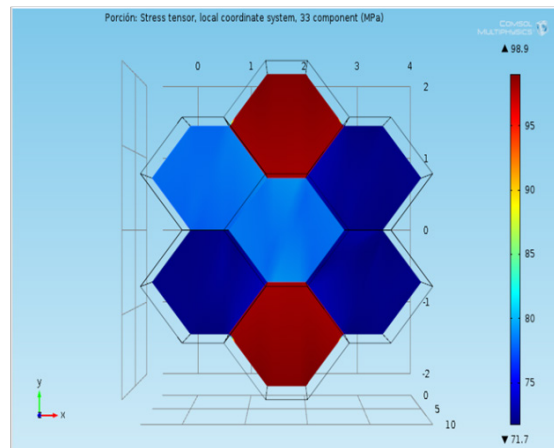 Porción: Stress tensor, local coordinate system, 33 component (MPa)
COMSOL
MULTIPHYSICS
▲ 98.9
0 1 2 3 4
2
95
1
90
85
0
80
-1
75
-2
0
5
10
y
x
▼ 71.7